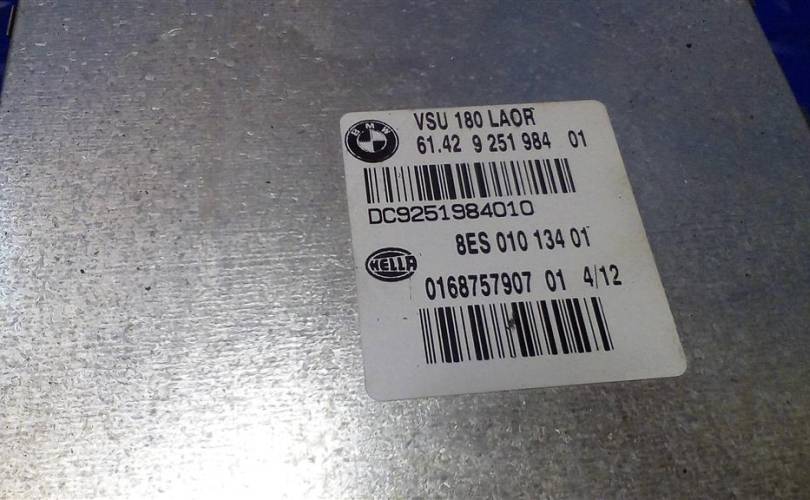 VSU 180 LAOR
BMW
61.42 9 251 984 01
DC9251984010
8ES 010 134 01
HELLA
0168757907 01 4/12